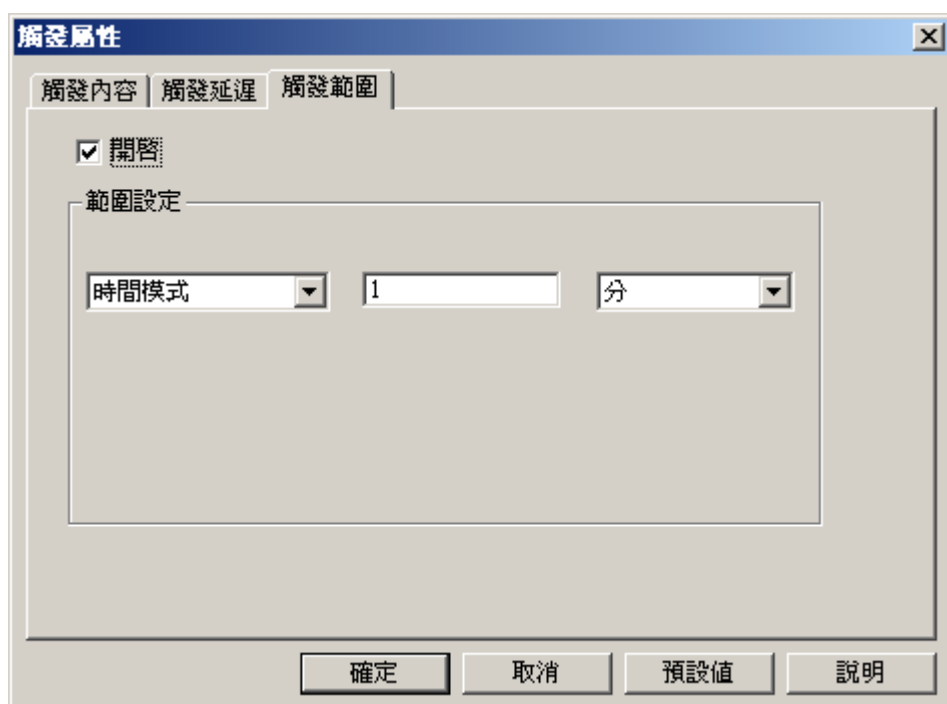 觸發屬性
觸發內容 觸發延遲 觸發範圍
開啓
範圍設定
時間模式 1 分
確定 取消 預設値 說明